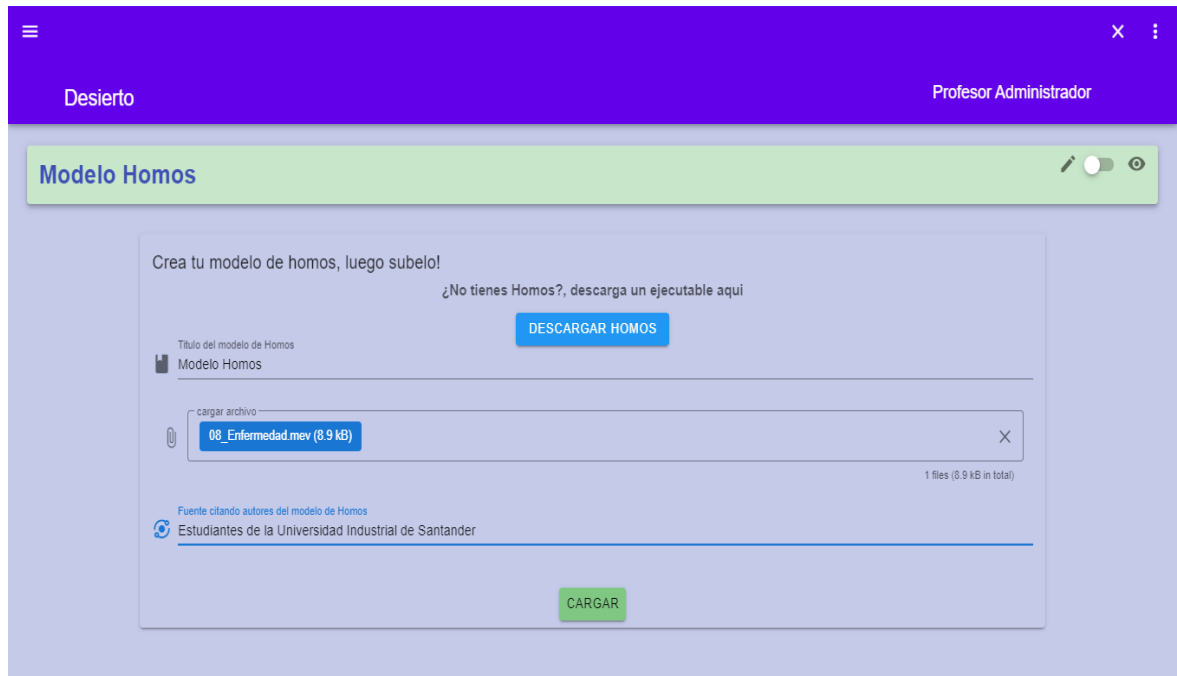 Desierto
Profesor Administrador
Modelo Homos
Crea tu modelo de homos, luego subelo!
¿No tienes Homos?, descarga un ejecutable aqui
DESCARGAR HOMOS
Titulo del modelo de Homos
Modelo Homos
cargar archivo
08_Enfermedad.mev (8.9 kB)
1 files (8.9 kB in total)
Fuente citando autores del modelo de Homos
Estudiantes de la Universidad Industrial de Santander
CARGAR